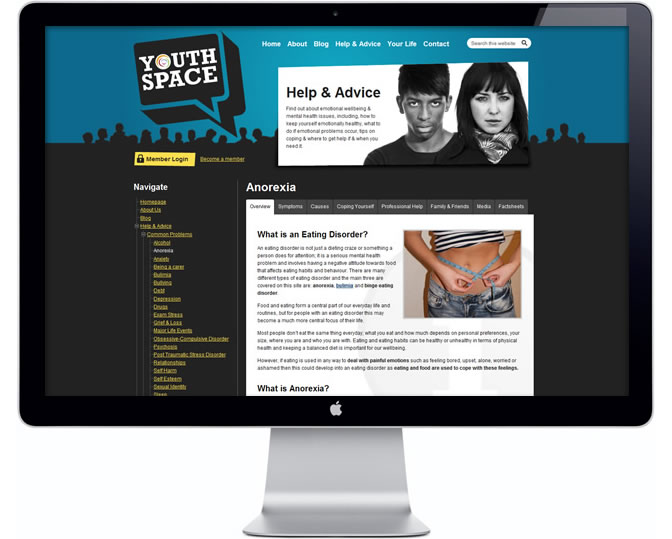 YOUTH
SPACE
Home About Blog Help & Advice Your Life Contact
Search this website
Help & Advice
Find out about emotional wellbeing &
mental health issues, including, how to
keep yourself emotionally healthy, what to
do if emotional problems occur, tips on
coping & where to get help if & when you
need it.
Member Login
Become a member
Navigate
Homepage
About Us
Blog
Help & Advice
Common Problems
Alcohol
Anorexia
Anxiety
Being a carer
Bulimia
Bullying
Debt
Depression
Drugs
Exam Stress
Grief & Loss
Major Life Events
Obsessive-Compulsive Disorder
Psychosis
Post Traumatic Stress Disorder
Relationships
Self Harm
Self Esteem
Sexual Identity
Sleep
Anorexia
Overview Symptoms Causes Coping Yourself Professional Help Family & Friends Media Factsheets
What is an Eating Disorder?
An eating disorder is not just a dieting craze or something a
person does for attention, it is a serious mental health
problem and involves having a negative attitude towards food
that affects eating habits and behaviour. There are many
different types of eating disorder and the main three are
covered on this site are: anorexia, bulimia and binge eating
disorder.
Food and eating form a central part of our everyday life and
routines, but for people with an eating disorder this may
become a much more central focus of their life.
Most people don't eat the same thing everyday, what you eat and how much depends on personal preferences, your
size, where you are and who you are with. Eating and eating habits can be healthy or unhealthy in terms of physical
health and keeping a balanced diet is important for our wellbeing.
However, if eating is used in any way to deal with painful emotions such as feeling bored, upset, alone, worried or
ashamed then this could develop into an eating disorder as eating and food are used to cope with these feelings.
What is Anorexia?